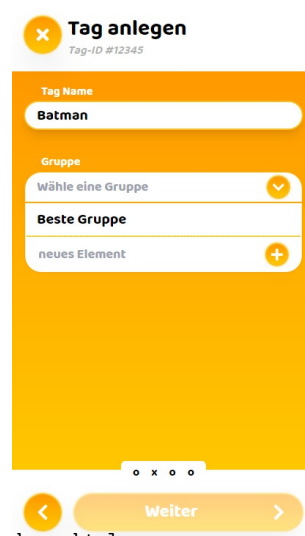 Tag anlegen
Tag-ID #12345
Tag Name
Batman
Gruppe
Wähle eine Gruppe
Beste Gruppe
neues Element
o x o o
Weiter